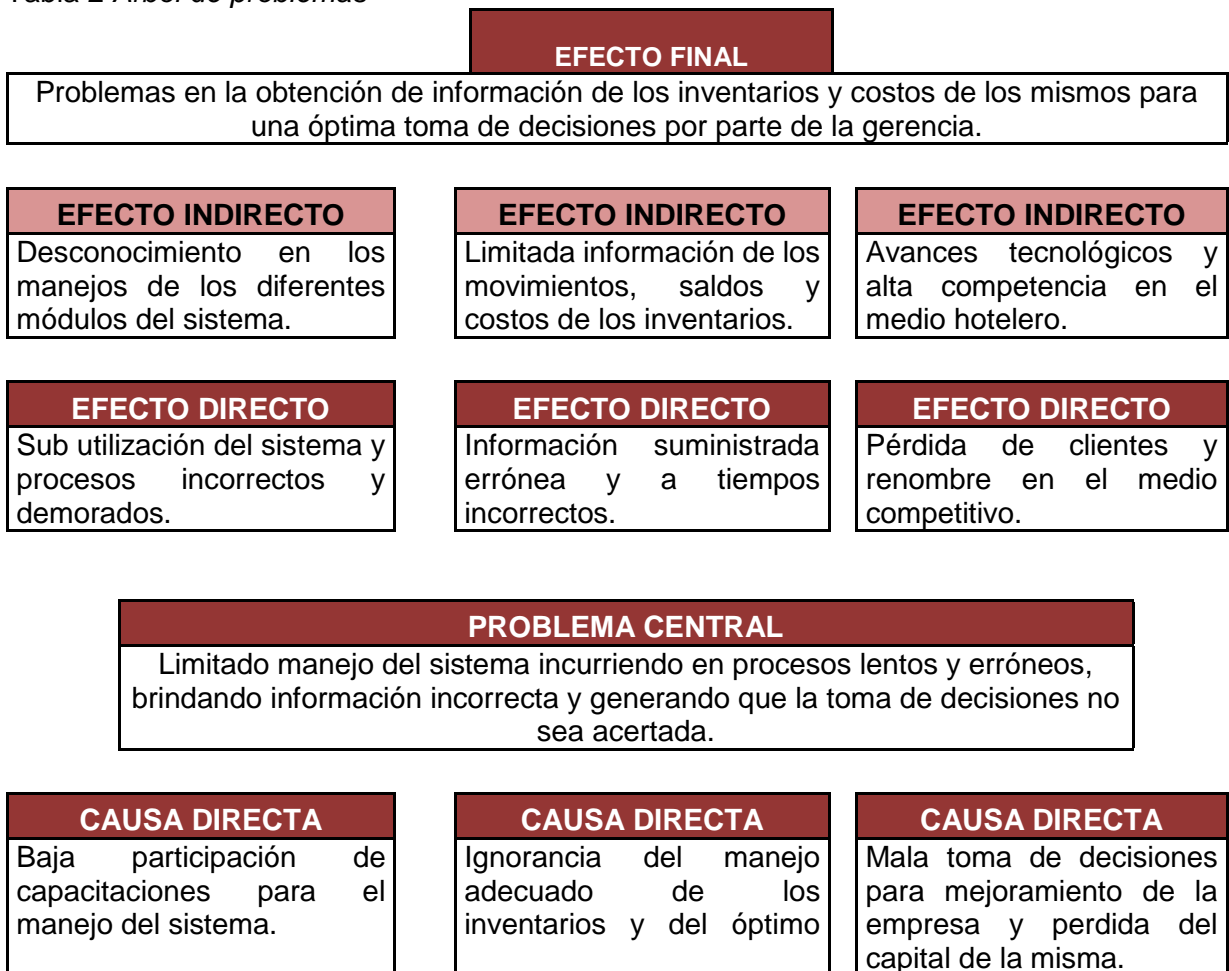 Tabla 2 Árbol de problemas
EFECTO FINAL
Problemas en la obtención de información de los inventarios y costos de los mismos para
una óptima toma de decisiones por parte de la gerencia.
EFECTO INDIRECTO
Desconocimiento en los
manejos de los diferentes
módulos del sistema.
EFECTO INDIRECTO
Limitada información de los
movimientos, saldos y
costos de los inventarios.
EFECTO INDIRECTO
Avances tecnológicos y
alta competencia en el
medio hotelero.
EFECTO DIRECTO
Sub utilización del sistema y
procesos incorrectos y
demorados.
EFECTO DIRECTO
Información suministrada
errónea y a tiempos
incorrectos.
EFECTO DIRECTO
Pérdida de clientes y
renombre en el medio
competitivo.
PROBLEMA CENTRAL
Limitado manejo del sistema incurriendo en procesos lentos y erróneos,
brindando información incorrecta y generando que la toma de decisiones no
sea acertada.
CAUSA DIRECTA
Baja participación de
capacitaciones para el
manejo del sistema.
CAUSA DIRECTA
Ignorancia del manejo
adecuado de los
inventarios y del óptimo
CAUSA DIRECTA
Mala toma de decisiones
para mejoramiento de la
empresa y perdida del
capital de la misma.